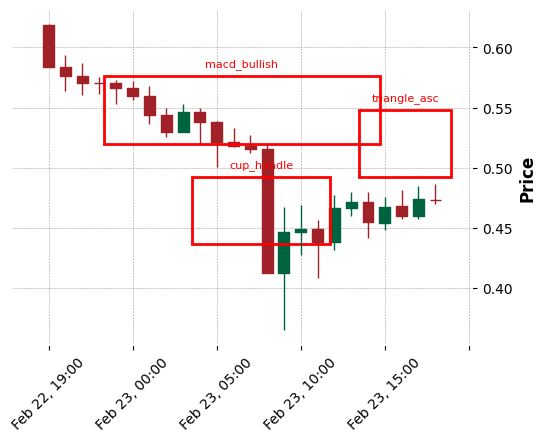 macd_bullish
triangle_asc
cup_handle
0.60
0.55
0.50
0.45
0.40
Price
Feb 22, 19:00
Feb 23, 00:00
Feb 23, 05:00
Feb 23, 10:00
Feb 23, 15:00